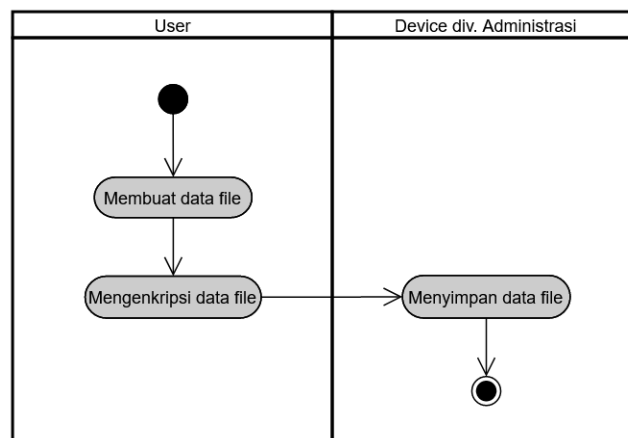 User
Device div. Administrasi
Membuat data file
Mengenkripsi data file
Menyimpan data file